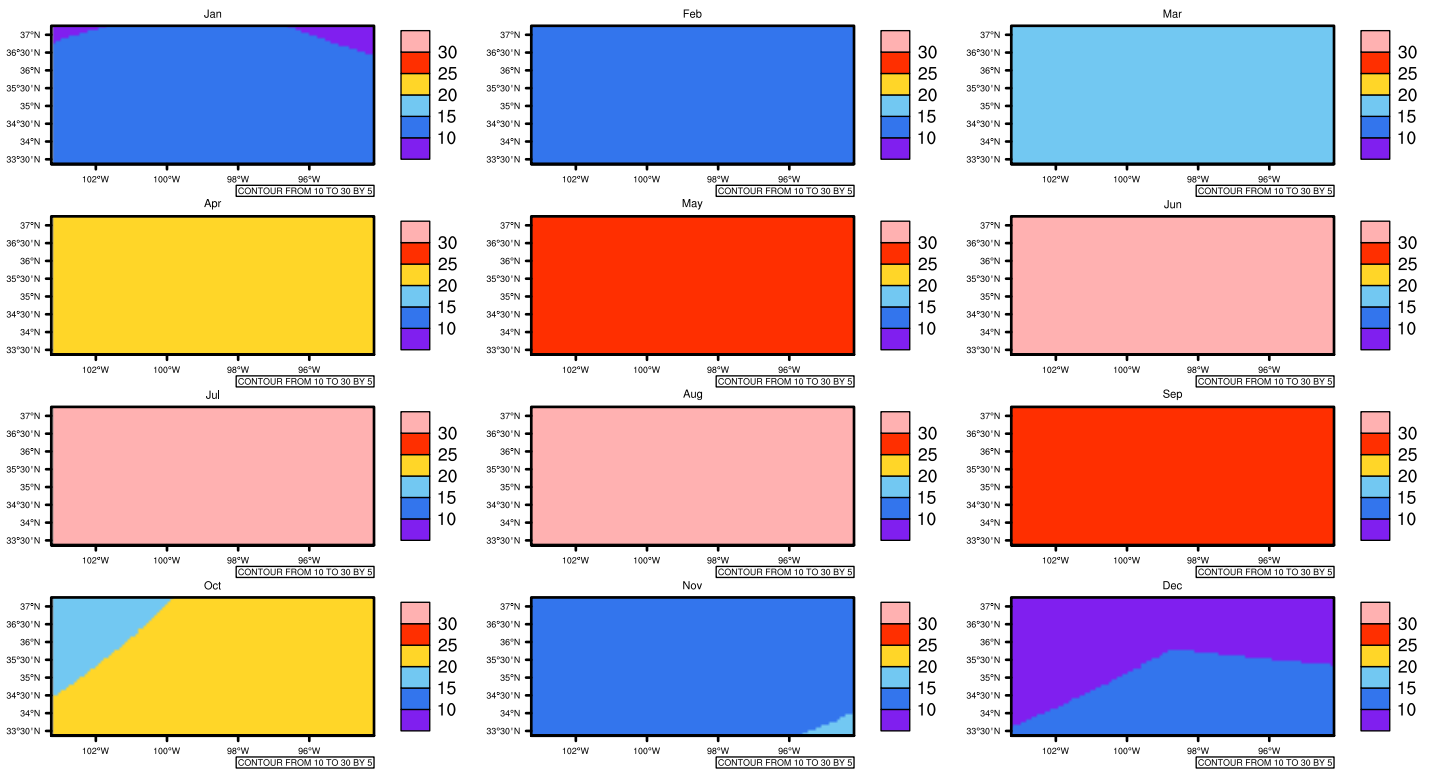 Jan Feb Mar
37°N 37°N 37°N
30 30 30
36°30'N 36°30'N 36°30'N
25 25 25
36°N 36°N 36°N
20 20 20
35°30'N 35°30'N 35°30'N
35°N 35°N 35°N
15 15 15
34°30'N 34°30'N 34°30'N
10 10 10
34°N 34°N 34°N
33°30'N 33°30'N 33°30'N
102°W 100°W 98°W 96°W 102°W 100°W 98°W 96°W 102°W 100°W 98°W 96°W
CONTOUR FROM 10 TO 30 BY 5 CONTOUR FROM 10 TO 30 BY 5 CONTOUR FROM 10 TO 30 BY 5
Apr May Jun
37°N 37°N 37°N
30 30 30
36°30'N 36°30'N 36°30'N
25 25 25
36°N 36°N 36°N
20 20 20
35°30'N 35°30'N 35°30'N
35°N 35°N 35°N
15 15 15
34°30'N 34°30'N 34°30'N
10 10 10
34°N 34°N 34°N
33°30'N 33°30'N 33°30'N
102°W 100°W 98°W 96°W 102°W 100°W 98°W 96°W 102°W 100°W 98°W 96°W
CONTOUR FROM 10 TO 30 BY 5 CONTOUR FROM 10 TO 30 BY 5 CONTOUR FROM 10 TO 30 BY 5
Jul Aug Sep
37°N 37°N 37°N
30 30 30
36°30'N 36°30'N 36°30'N
25 25 25
36°N 36°N 36°N
20 20 20
35°30'N 35°30'N 35°30'N
35°N 35°N 35°N
15 15 15
34°30'N 34°30'N 34°30'N
10 10 10
34°N 34°N 34°N
33°30'N 33°30'N 33°30'N
102°W 100°W 98°W 96°W 102°W 100°W 98°W 96°W 102°W 100°W 98°W 96°W
CONTOUR FROM 10 TO 30 BY 5 CONTOUR FROM 10 TO 30 BY 5 CONTOUR FROM 10 TO 30 BY 5
Oct Nov Dec
37°N 37°N 37°N
30 30 30
36°30'N 36°30'N 36°30'N
25 25 25
36°N 36°N 36°N
20 20 20
35°30'N 35°30'N 35°30'N
35°N 35°N 35°N
15 15 15
34°30'N 34°30'N 34°30'N
10 10 10
34°N 34°N 34°N
33°30'N 33°30'N 33°30'N
102°W 100°W 98°W 96°W 102°W 100°W 98°W 96°W 102°W 100°W 98°W 96°W
CONTOUR FROM 10 TO 30 BY 5 CONTOUR FROM 10 TO 30 BY 5 CONTOUR FROM 10 TO 30 BY 5